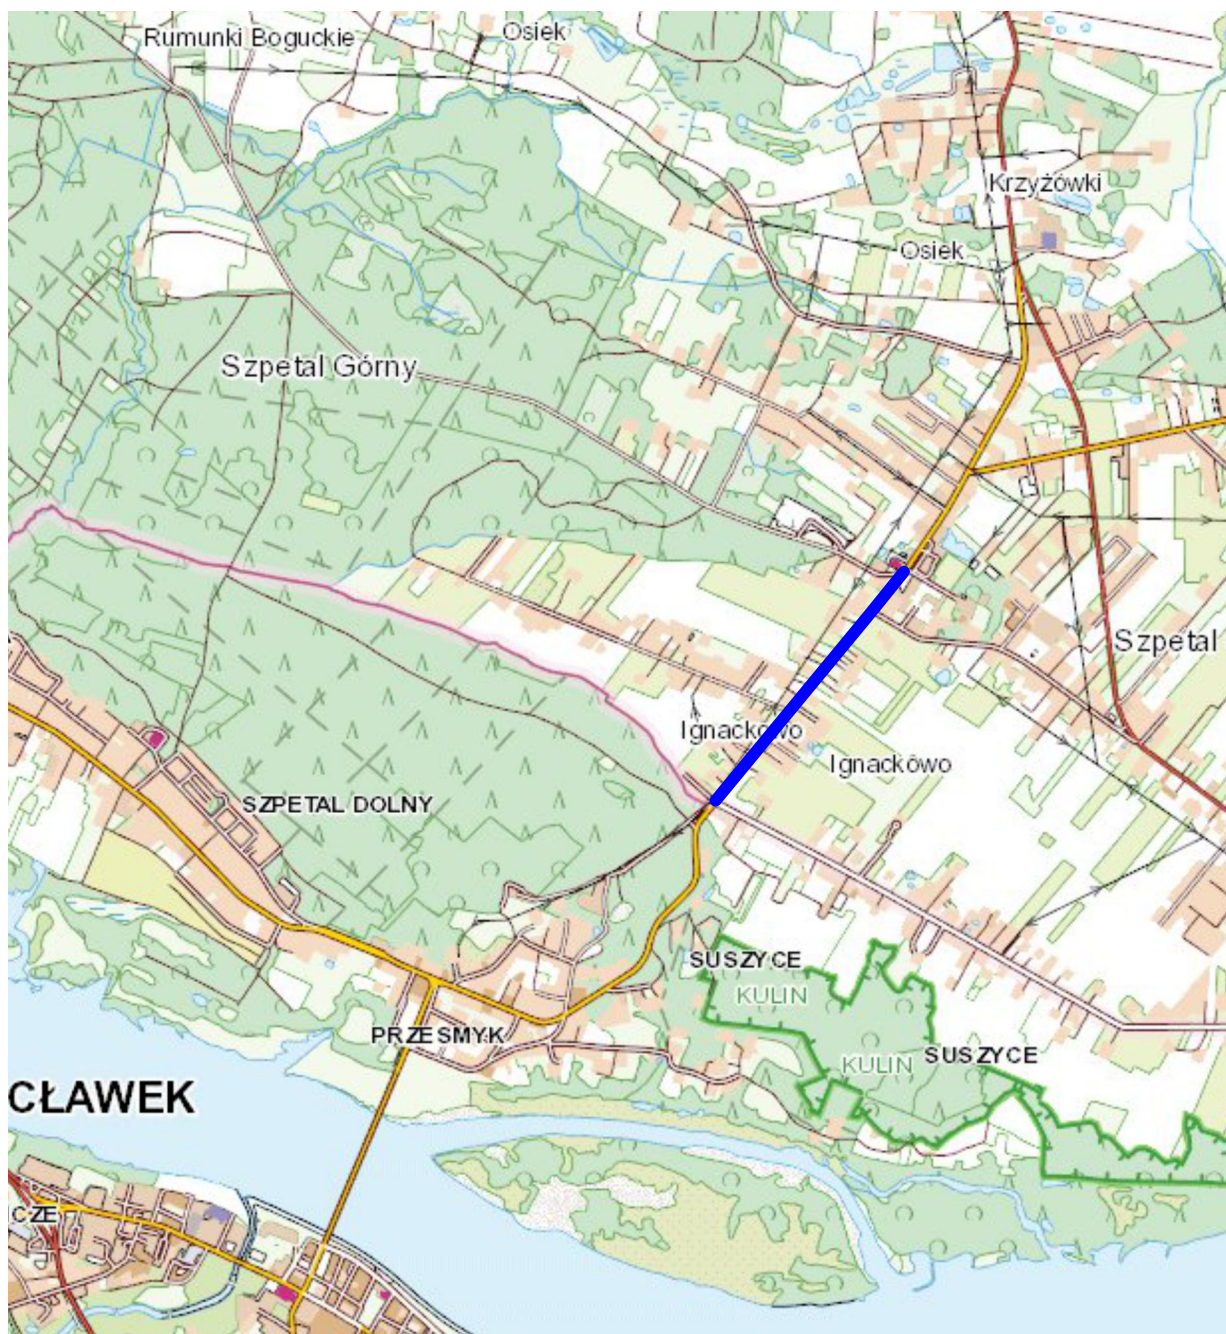 Osiek
Rumunki Boguckie
Krzyżówki
Osiek
Szpetal Górny
Szpetal
Ignackowo
Ignackowo
SZPETAL DOLNY
SUSZYCE
KULIN
PRZESMYK
SUSZYCE
KULIN
CŁAWEK
CZE